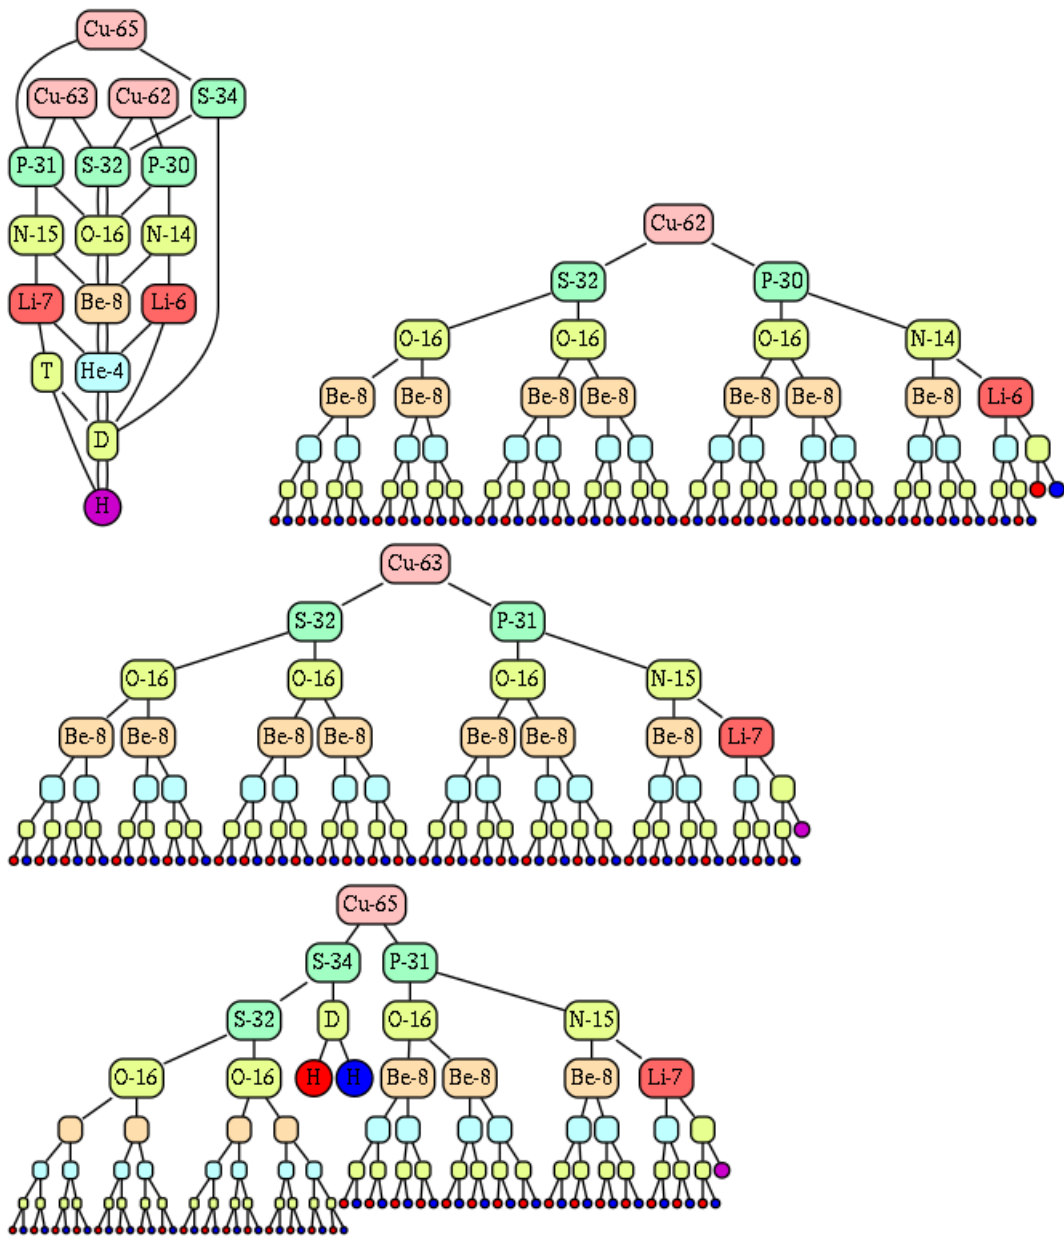 Cu-65
Cu-63 Cu-62 S-34
P-31 S-32 P-30
N-15 O-16 N-14
Li-7 Be-8 Li-6
T He-4
D
H
Cu-62
S-32 P-30
O-16 O-16 O-16 N-14
Be-8 Be-8 Be-8 Be-8 Be-8 Be-8 Be-8 Li-6
Cu-63
S-32 P-31
O-16 O-16 O-16 N-15
Be-8 Be-8 Be-8 Be-8 Be-8 Be-8 Be-8 Li-7
Cu-65
S-34 P-31
S-32 D O-16 N-15
O-16 O-16 H H Be-8 Be-8 Be-8 Li-7